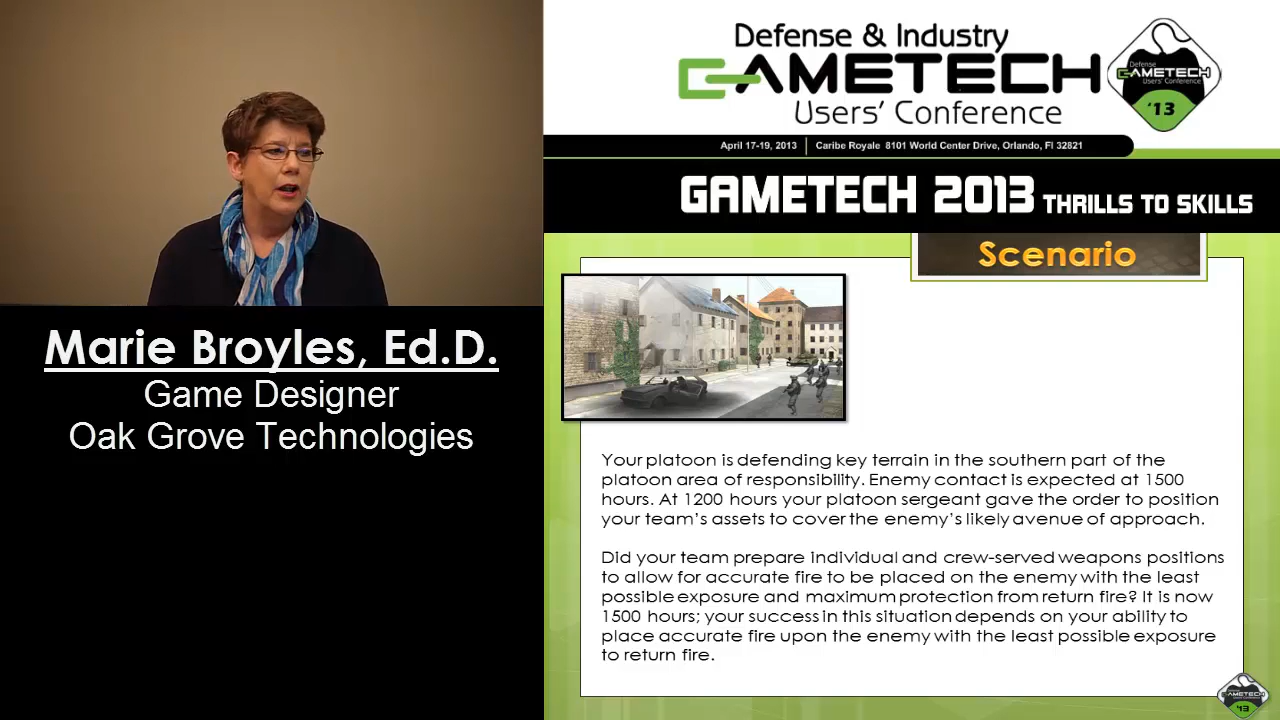 Defense & Industry
GAMETECH
Users' Conference
Defense
GAMETECH
Users' Conference
'13
April 17-19, 2013 | Caribe Royale 8101 World Center Drive, Orlando, Fl 32821
GAMETECH 2013 THRILLS TO SKILLS
Scenario
Marie Broyles, Ed.D.
Game Designer
Oak Grove Technologies
Your platoon is defending key terrain in the southern part of the
platoon area of responsibility. Enemy contact is expected at 1500
hours. At 1200 hours your platoon sergeant gave the order to position
your team's assets to cover the enemy's likely avenue of approach.
Did your team prepare individual and crew-served weapons positions
to allow for accurate fire to be placed on the enemy with the least
possible exposure and maximum protection from return fire? It is now
1500 hours; your success in this situation depends on your ability to
place accurate fire upon the enemy with the least possible exposure
to return fire.
GAMETECH
'13